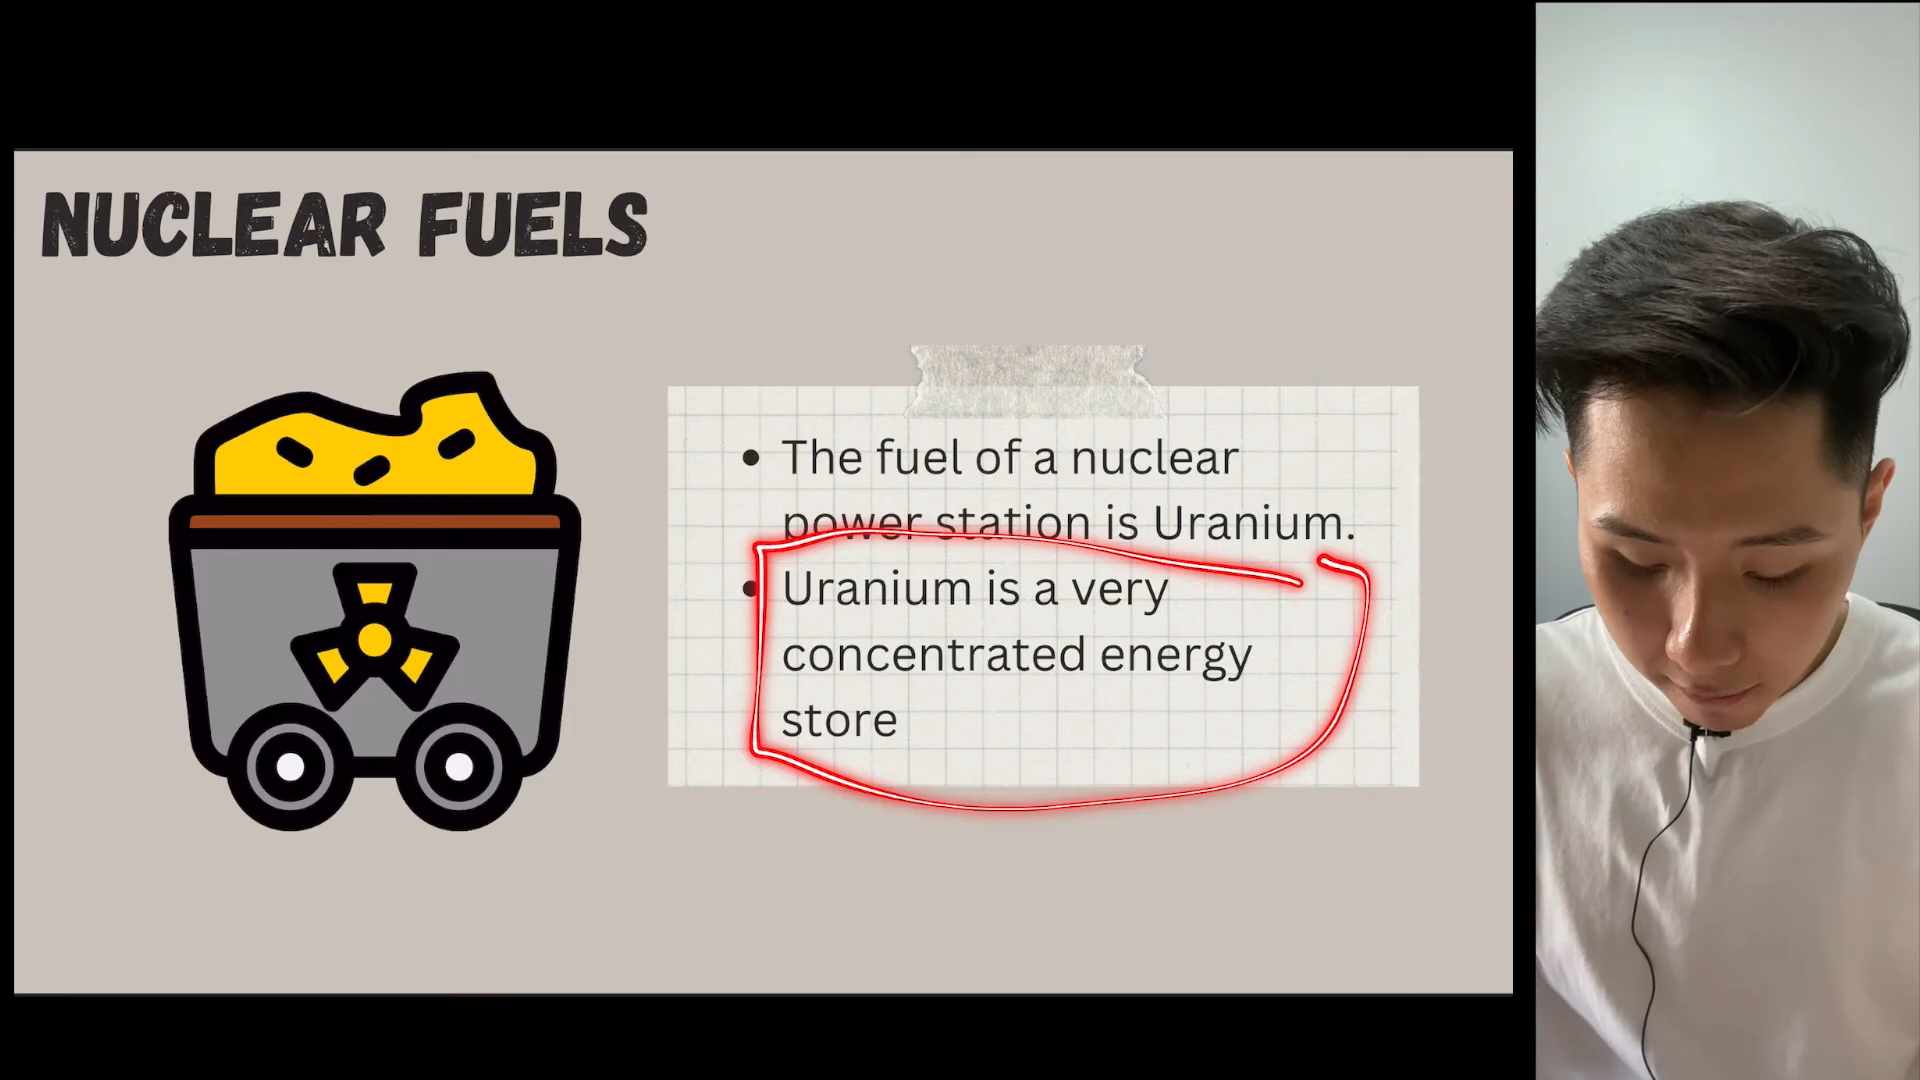 NUCLEAR FUELS
• The fuel of a nuclear
power station is Uranium.
• Uranium is a very
concentrated energy
store